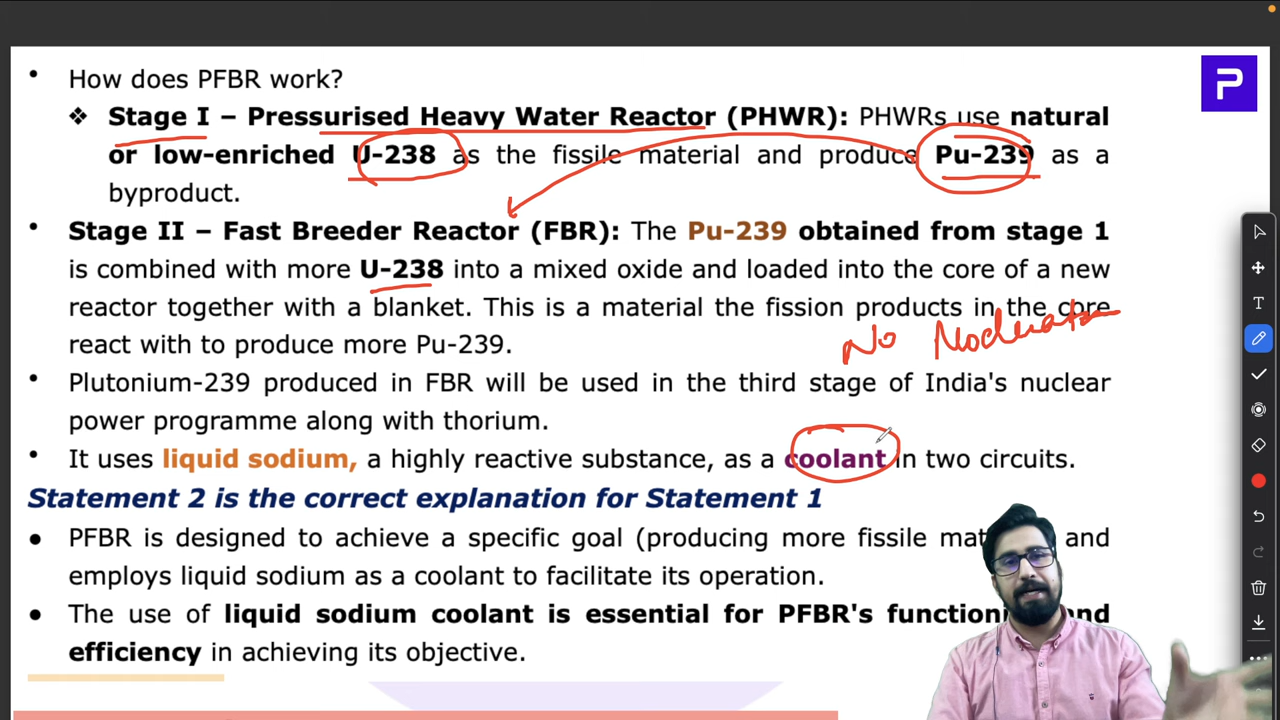 • How does PFBR work?
❖ Stage I – Pressurised Heavy Water Reactor (PHWR): PHWRs use natural
or low-enriched U-238 as the fissile material and produce Pu-239 as a
byproduct.
• Stage II – Fast Breeder Reactor (FBR): The Pu-239 obtained from stage 1
is combined with more U-238 into a mixed oxide and loaded into the core of a new
reactor together with a blanket. This is a material the fission products in the core
react with to produce more Pu-239.
No Moderator
• Plutonium-239 produced in FBR will be used in the third stage of India's nuclear
power programme along with thorium.
• It uses liquid sodium, a highly reactive substance, as a coolant in two circuits.
Statement 2 is the correct explanation for Statement 1
• PFBR is designed to achieve a specific goal (producing more fissile and
employs liquid sodium as a coolant to facilitate its operation.
• The use of liquid sodium coolant is essential for PFBR's and
efficiency in achieving its objective.